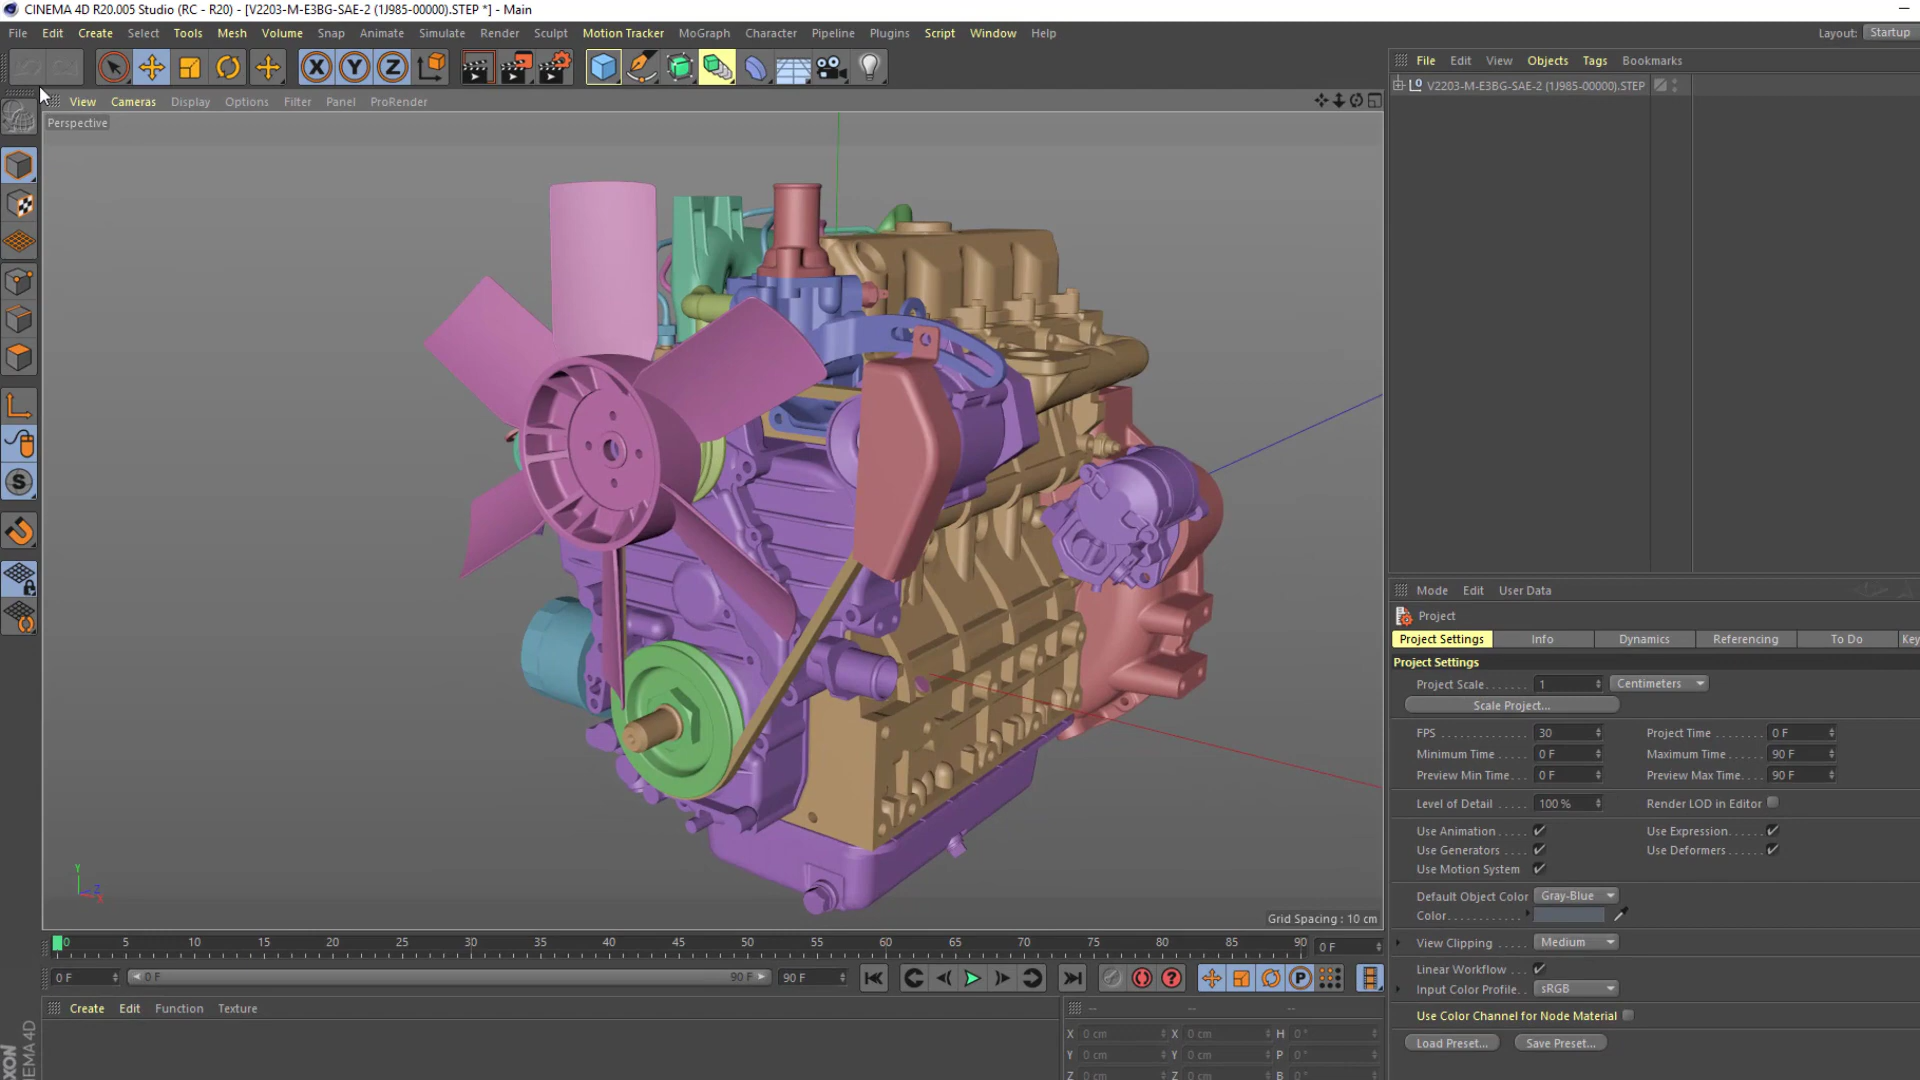 CINEMA 4D R20.005 Studio (RC - R20) - [V2203-M-E3BG-SAE-2 (1J985-00000).STEP *] - Main
File Edit Create Select Tools Mesh Volume Snap Animate Simulate Render Sculpt Motion Tracker MoGraph Character Pipeline Plugins Script Window Help Layout: Startup
X Y Z
File Edit View Objects Tags Bookmarks
V2203-M-E3BG-SAE-2 (1J985-00000).STEP
View Cameras Display Options Filter Panel ProRender
Perspective
S
Y
Z
X
Grid Spacing : 10 cm
Mode Edit User Data
Project
Project Settings Info Dynamics Referencing To Do Key
Project Settings
Project Scale 1 Centimeters
Scale Project...
FPS 30 Project Time 0 F
Minimum Time 0 F Maximum Time 90 F
Preview Min Time 0 F Preview Max Time 90 F
Level of Detail 100 % Render LOD in Editor
Use Animation Use Expression
Use Generators Use Deformers
Use Motion System
Default Object Color Gray-Blue
Color
View Clipping Medium
Linear Workflow
Input Color Profile sRGB
Use Color Channel for Node Material
Load Preset... Save Preset...
0 5 10 15 20 25 30 35 40 45 50 55 60 65 70 75 80 85 90 0 F
0 F 0 F 90 F 90 F
P
Create Edit Function Texture
-- -- --
X 0 cm X 0 cm H 0 °
Y 0 cm Y 0 cm P 0 °
Z 0 cm Z 0 cm B 0 °